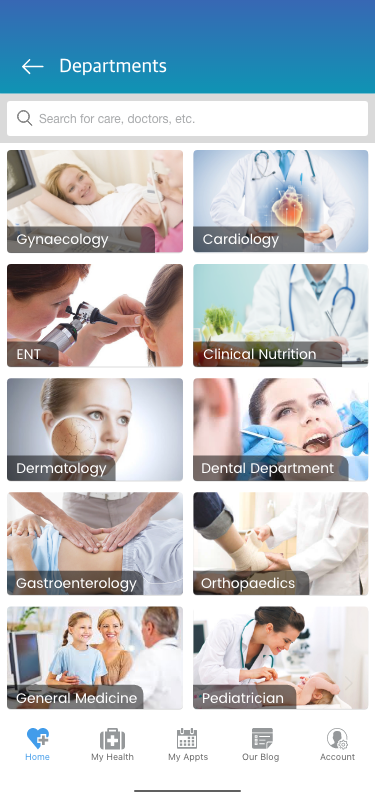 Departments
Search for care, doctors, etc.
Gynaecology
Cardiology
ENT
Clinical Nutrition
Dermatology
Dental Department
Gastroenterology
Orthopaedics
General Medicine
Pediatrician
Home
My Health
My Appts
Our Blog
Account